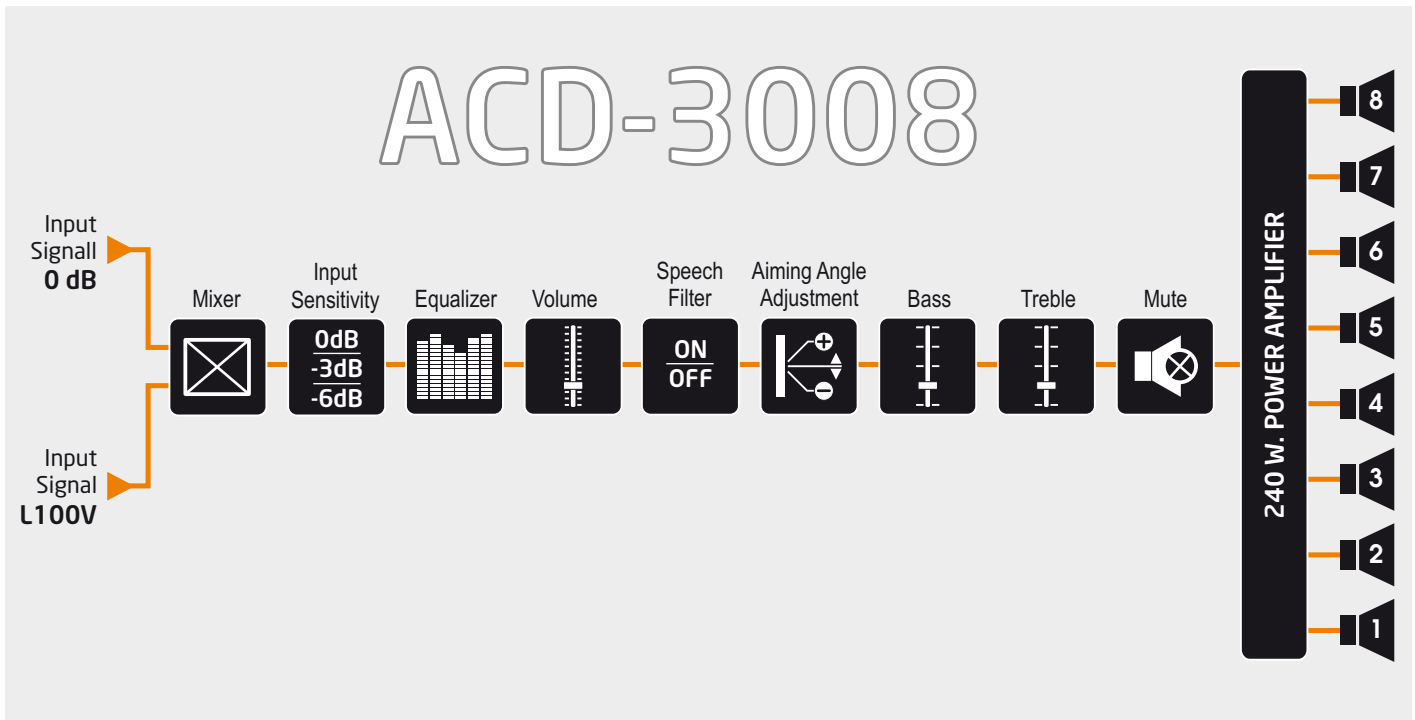 ACD-3008
Input
Signall
0 dB
Input
Signal
L100V
Mixer
Input
Sensitivity
0dB
-3dB
-6dB
Equalizer
Volume
Speech
Filter
ON
OFF
Aiming Angle
Adjustment
Bass
Treble
Mute
240 W. POWER AMPLIFIER
8
7
6
5
4
3
2
1